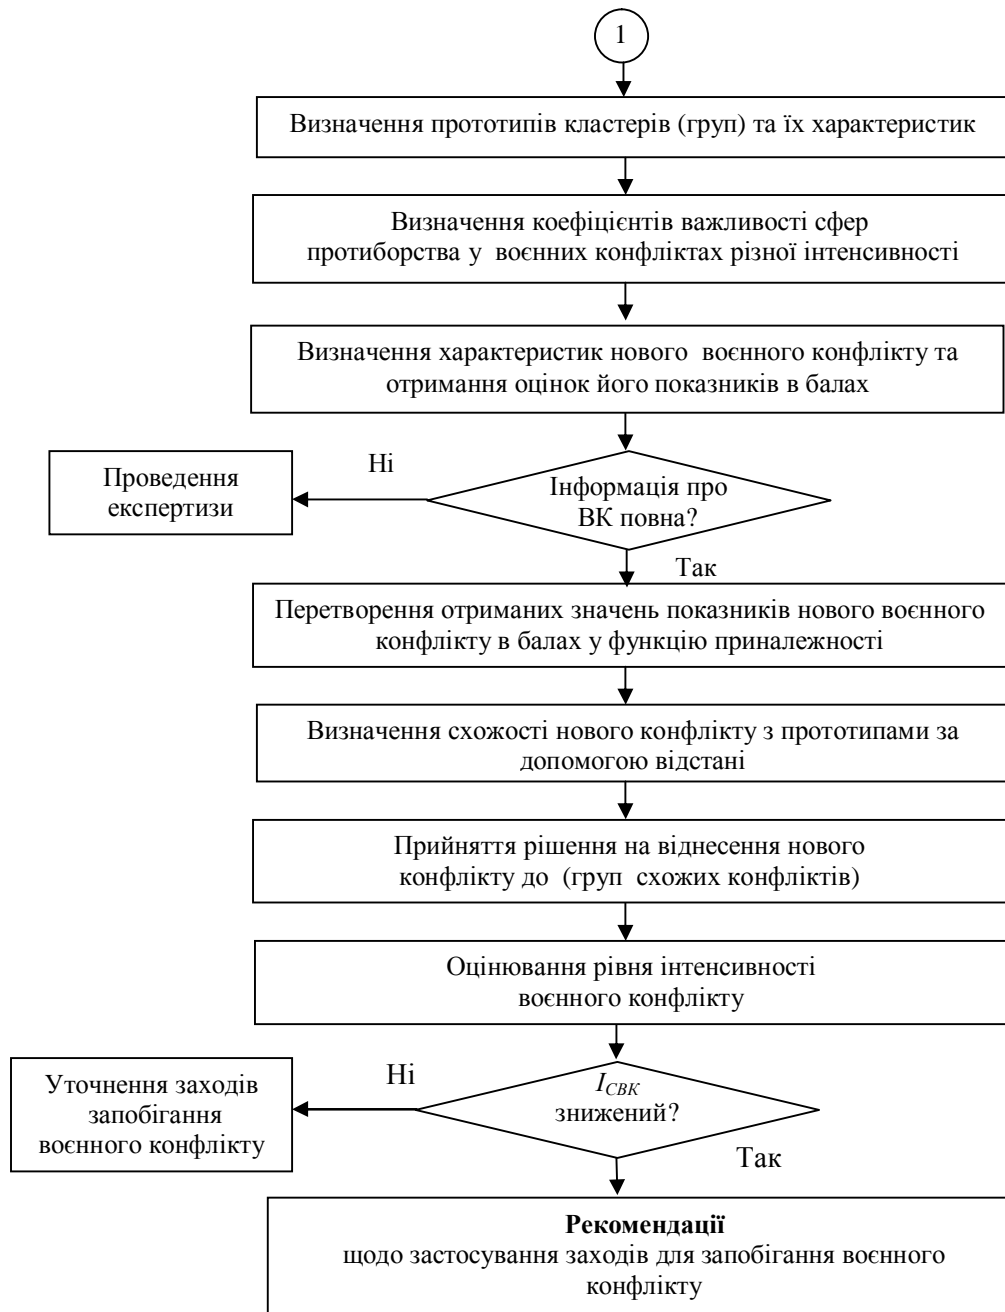 1
Визначення прототипів кластерів (груп) та їх характеристик
Визначення коефіцієнтів важливості сфер
протиборства у воєнних конфліктах різної інтенсивності
Визначення характеристик нового воєнного конфлікту та
отримання оцінок його показників в балах
Ні
Проведення
експертизи
Інформація про
ВК повна?
Так
Перетворення отриманих значень показників нового воєнного
конфлікту в балах у функцію приналежності
Визначення схожості нового конфлікту з прототипами за
допомогою відстані
Прийняття рішення на віднесення нового
конфлікту до (груп схожих конфліктів)
Оцінювання рівня інтенсивності
воєнного конфлікту
Ні
Уточнення заходів
запобігання
воєнного конфлікту
I_СВК
знижений?
Так
Рекомендації
щодо застосування заходів для запобігання воєнного
конфлікту